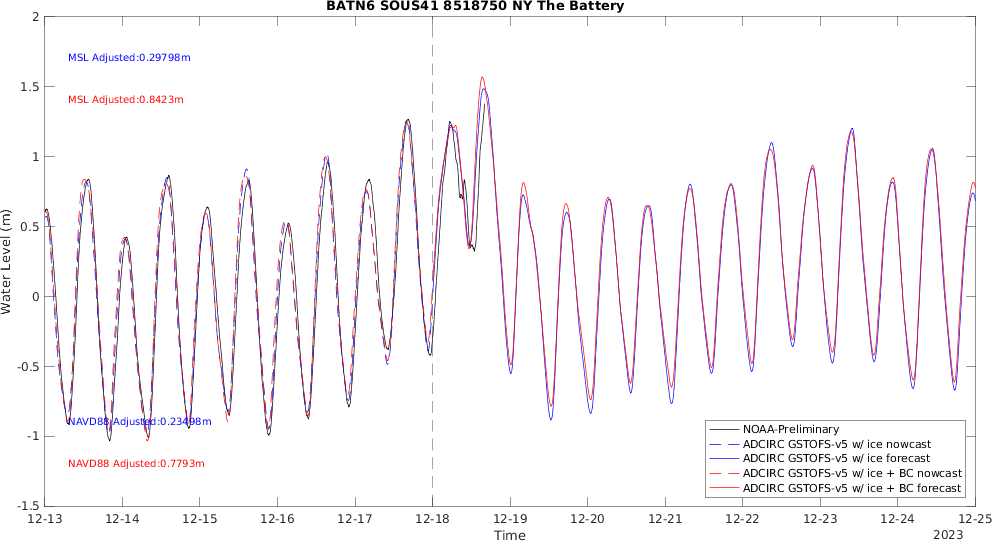 BATN6 SOUS41 8518750 NY The Battery
Water Level (m)
2
1.5
1
0.5
0
-0.5
-1
-1.5
MSL Adjusted:0.29798m
MSL Adjusted:0.8423m
NAVD88 Adjusted:0.23498m
NAVD88 Adjusted:0.7793m
NOAA-Preliminary
ADCIRC GSTOFS-v5 w/ ice nowcast
ADCIRC GSTOFS-v5 w/ ice forecast
ADCIRC GSTOFS-v5 w/ ice + BC nowcast
ADCIRC GSTOFS-v5 w/ ice + BC forecast
12-13 12-14 12-15 12-16 12-17 12-18 12-19 12-20 12-21 12-22 12-23 12-24 12-25
Time
2023